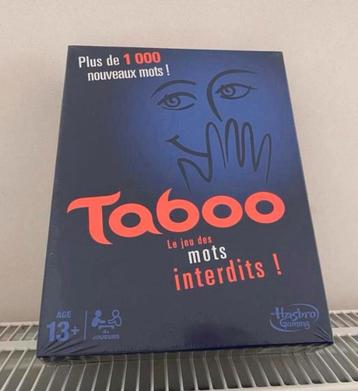 Plus de 1 000
nouveaux mots !
Taboo
Le jeu des
mots
interdits !
AGE
13+
4+
JOUEURS
Hasbro
Gaming